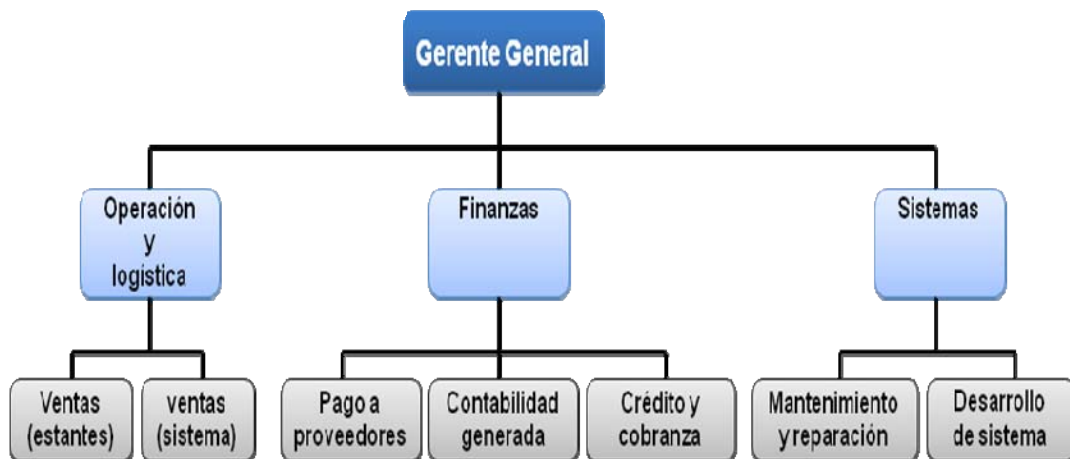 Gerente General
Operación
y
logística
Finanzas
Sistemas
Ventas
(estantes)
ventas
(sistema)
Pago a
proveedores
Contabilidad
generada
Crédito y
cobranza
Mantenimiento
y reparación
Desarrollo
de sistema